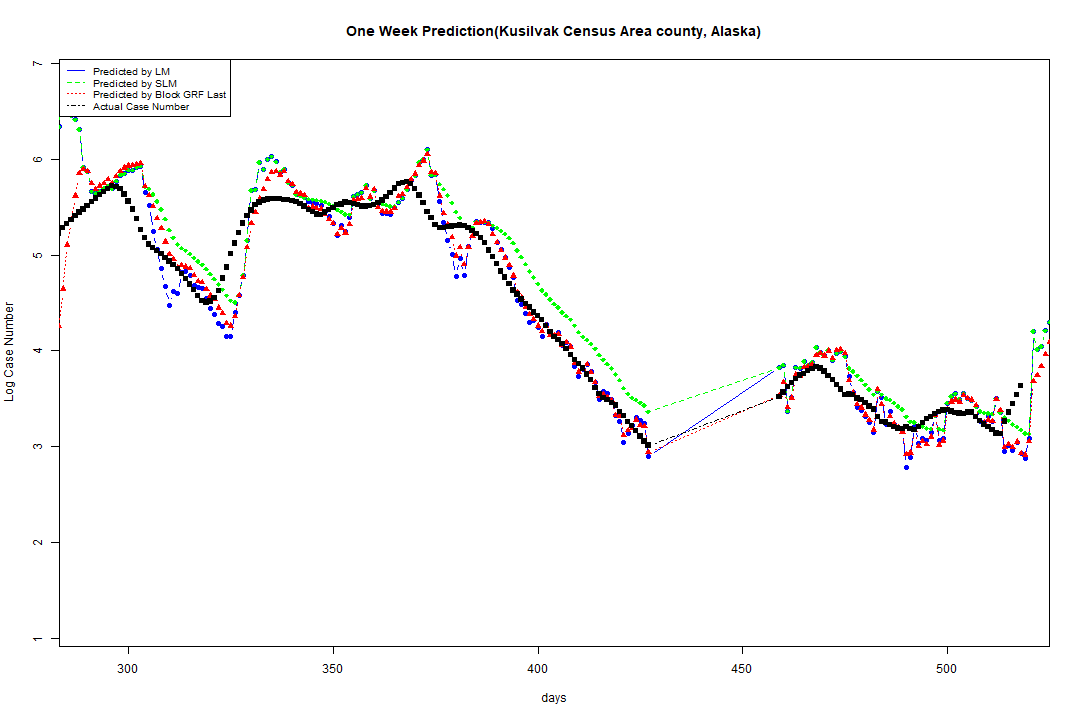 One Week Prediction(Kusilvak Census Area county, Alaska)
Predicted by LM
Predicted by SLM
Predicted by Block GRF Last
Actual Case Number
7
6
5
4
3
2
1
Log Case Number
300 350 400 450 500
days